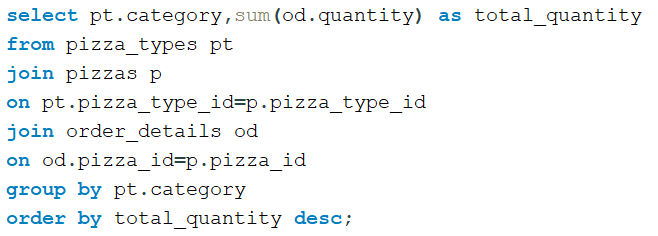 select pt.category,sum(od.quantity) as total_quantity
from pizza_types pt
join pizzas p
on pt.pizza_type_id=p.pizza_type_id
join order_details od
on od.pizza_id=p.pizza_id
group by pt.category
order by total_quantity desc;